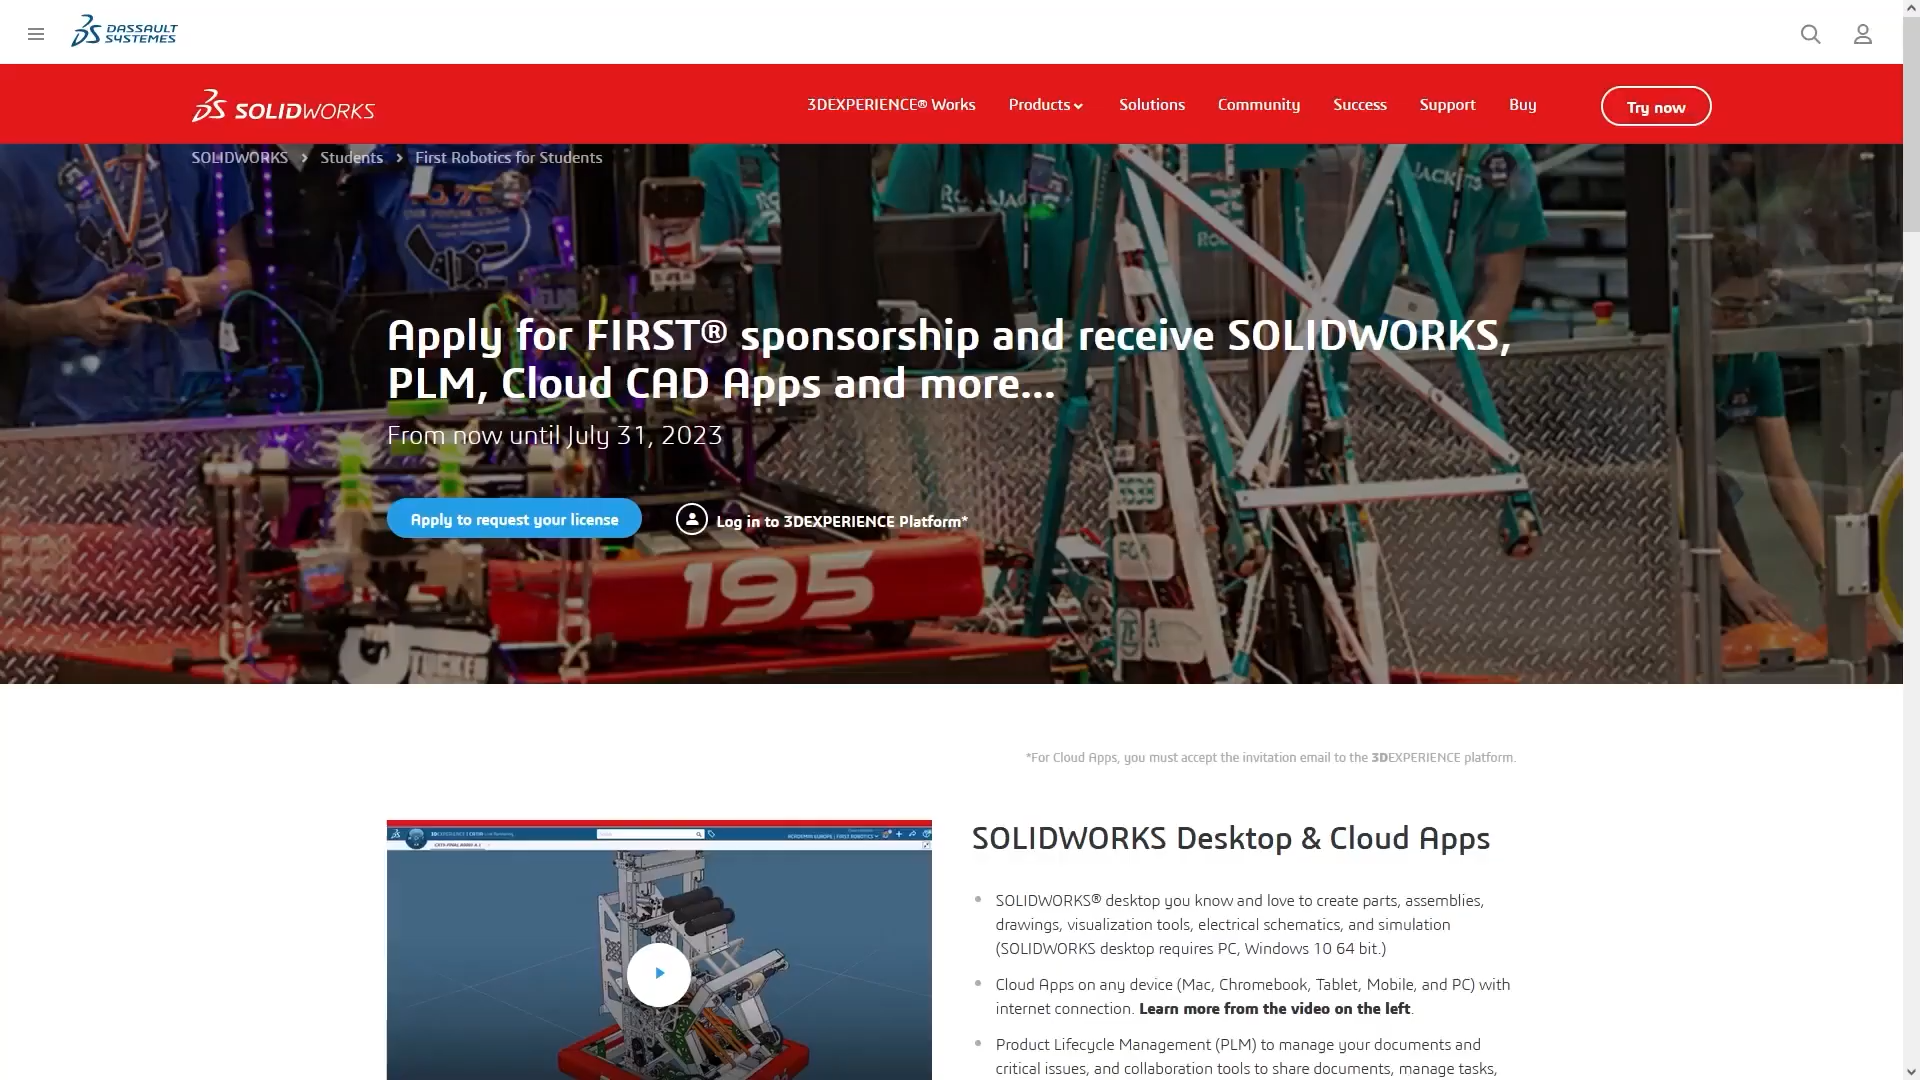 DASSAULT
SYSTEMES
SOLIDWORKS
3DEXPERIENCE® Works Products Solutions Community Success Support Buy Try now
SOLIDWORKS > Students > First Robotics for Students
Apply for FIRST® sponsorship and receive SOLIDWORKS,
PLM, Cloud CAD Apps and more...
From now until July 31, 2023
Apply to request your license
Log in to 3DEXPERIENCE Platform*
195
TUCKER
*For Cloud Apps, you must accept the invitation email to the 3DEXPERIENCE platform.
SOLIDWORKS Desktop & Cloud Apps
• SOLIDWORKS® desktop you know and love to create parts, assemblies,
drawings, visualization tools, electrical schematics, and simulation
(SOLIDWORKS desktop requires PC, Windows 10 64 bit.)
• Cloud Apps on any device (Mac, Chromebook, Tablet, Mobile, and PC) with
internet connection. Learn more from the video on the left.
• Product Lifecycle Management (PLM) to manage your documents and
critical issues, and collaboration tools to share documents, manage tasks,